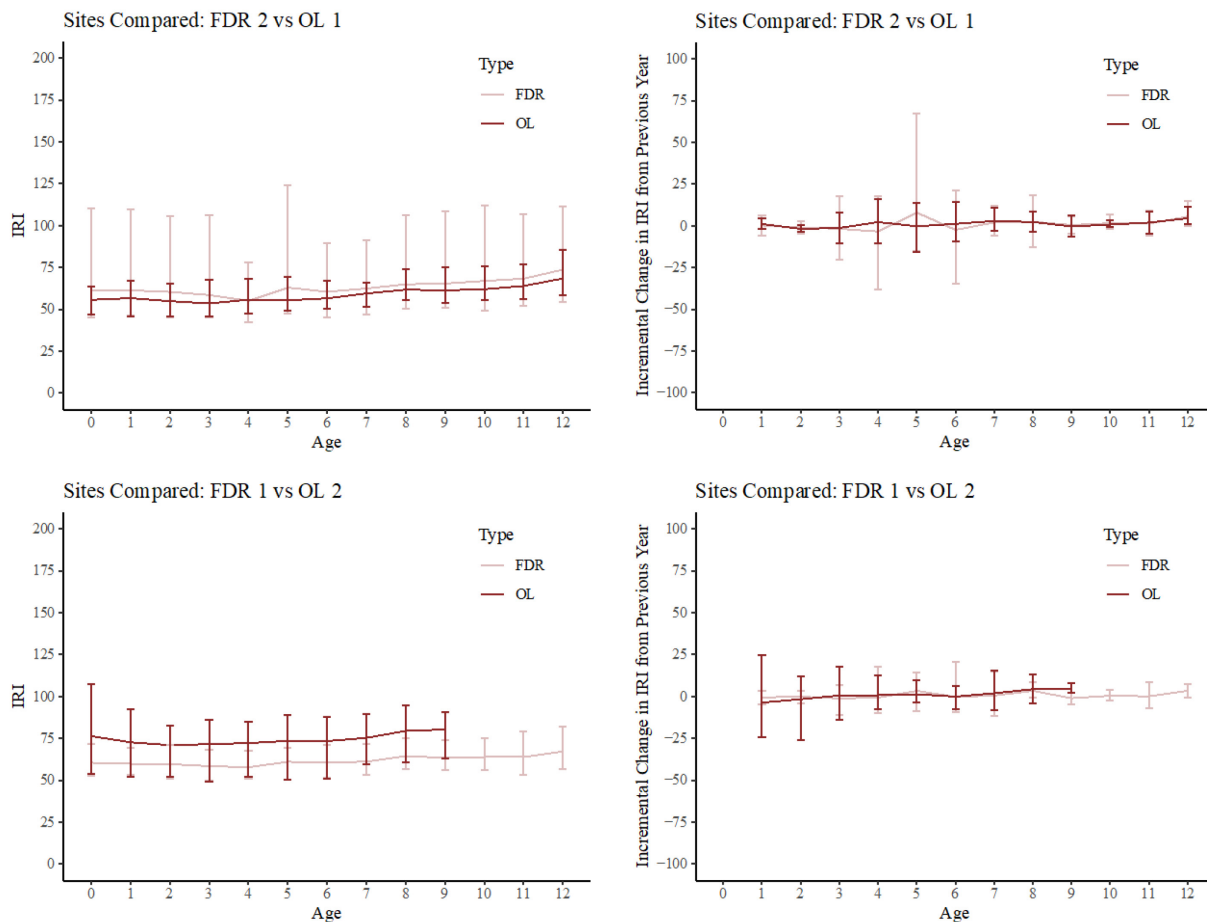 Sites Compared: FDR 2 vs OL 1
IRI
200
175
150
125
100
75
50
25
0
Type
FDR
OL
0 1 2 3 4 5 6 7 8 9 10 11 12
Age
Sites Compared: FDR 2 vs OL 1
Incremental Change in IRI from Previous Year
100
75
50
25
0
−25
−50
−75
−100
Type
FDR
OL
0 1 2 3 4 5 6 7 8 9 10 11 12
Age
Sites Compared: FDR 1 vs OL 2
IRI
200
175
150
125
100
75
50
25
0
Type
FDR
OL
0 1 2 3 4 5 6 7 8 9 10 11 12
Age
Sites Compared: FDR 1 vs OL 2
Incremental Change in IRI from Previous Year
100
75
50
25
0
−25
−50
−75
−100
Type
FDR
OL
0 1 2 3 4 5 6 7 8 9 10 11 12
Age